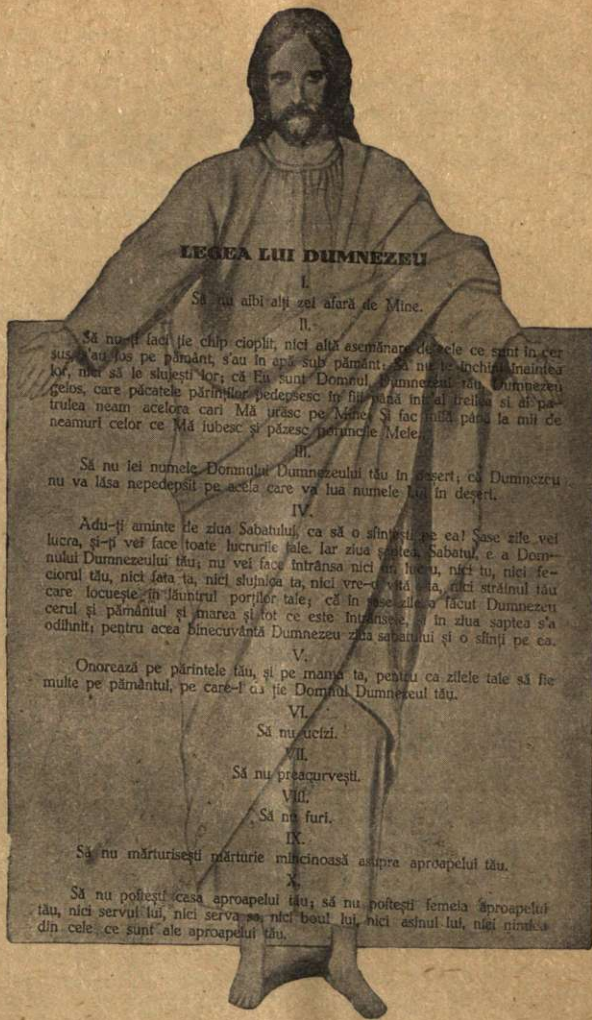 LEGEA LUI DUMNEZEU
I.
Să nu aibi alți zei afară de Mine.
II.
Să nu-ți faci ție chip cioplit, nici altă asemănare de cele ce sunt în cer
sus, s'au jos pe pământ, s'au în apă sub pământ; Să nu te închini înaintea
lor, nici să le slujești lor; că Eu sunt Domnul Dumnezeul tău, Dumnezeu
gelos, care păcatele părinților pedepsesc în fiii până într'al treilea si al pa-
trulea neam acelora cari Mă urăsc pe Mine; Și fac milă până la mii de
neamuri celor ce Mă iubesc și păzesc poruncile Mele.
III.
Să nu iei numele Domnului Dumnezeului tău în deșert; că Dumnezeu
nu va lăsa nepedepsit pe acela care va lua numele Lui în deșert.
IV.
Adu-ți aminte de ziua Sabatului, ca să o sfintești pe ea! Șase zile vei
lucra, și-ți vei face toate lucrurile tale. Iar ziua șaptea, Sabatul, e a Dom-
nului Dumnezeului tău; nu vei face întrânsa nici un lucru, nici tu, nici fe-
ciorul tău, nici fata ta, nici slujnica ta, nici vre-o vită a ta, nici străinul tău
care locuește în lăuntrul porților tale; că în șase zile a făcut Dumnezeu
cerul și pământul și marea și tot ce este întrânsele, în ziua șaptea s'a
odihnit; pentru acea binecuvântă Dumnezeu ziua sabatului și o sfinți pe ea.
V.
Onorează pe părintele tău, și pe mama ta, pentru ca zilele tale să fie
multe pe pământul, pe care-l dă ție Domnul Dumnezeul tău.
VI.
Să nu ucizi.
VII.
Să nu preacurvești.
VIII.
Să nu furi.
IX.
Să nu mărturisești mărturie mincinoasă asupra aproapelui tău.
X.
Să nu poftești casa aproapelui tău; să nu poftești femeia aproapelui
tău, nici servul lui, nici serva sa, nici boul lui, nici asinul lui, nici nimica
din cele, ce sunt ale aproapelui tău.